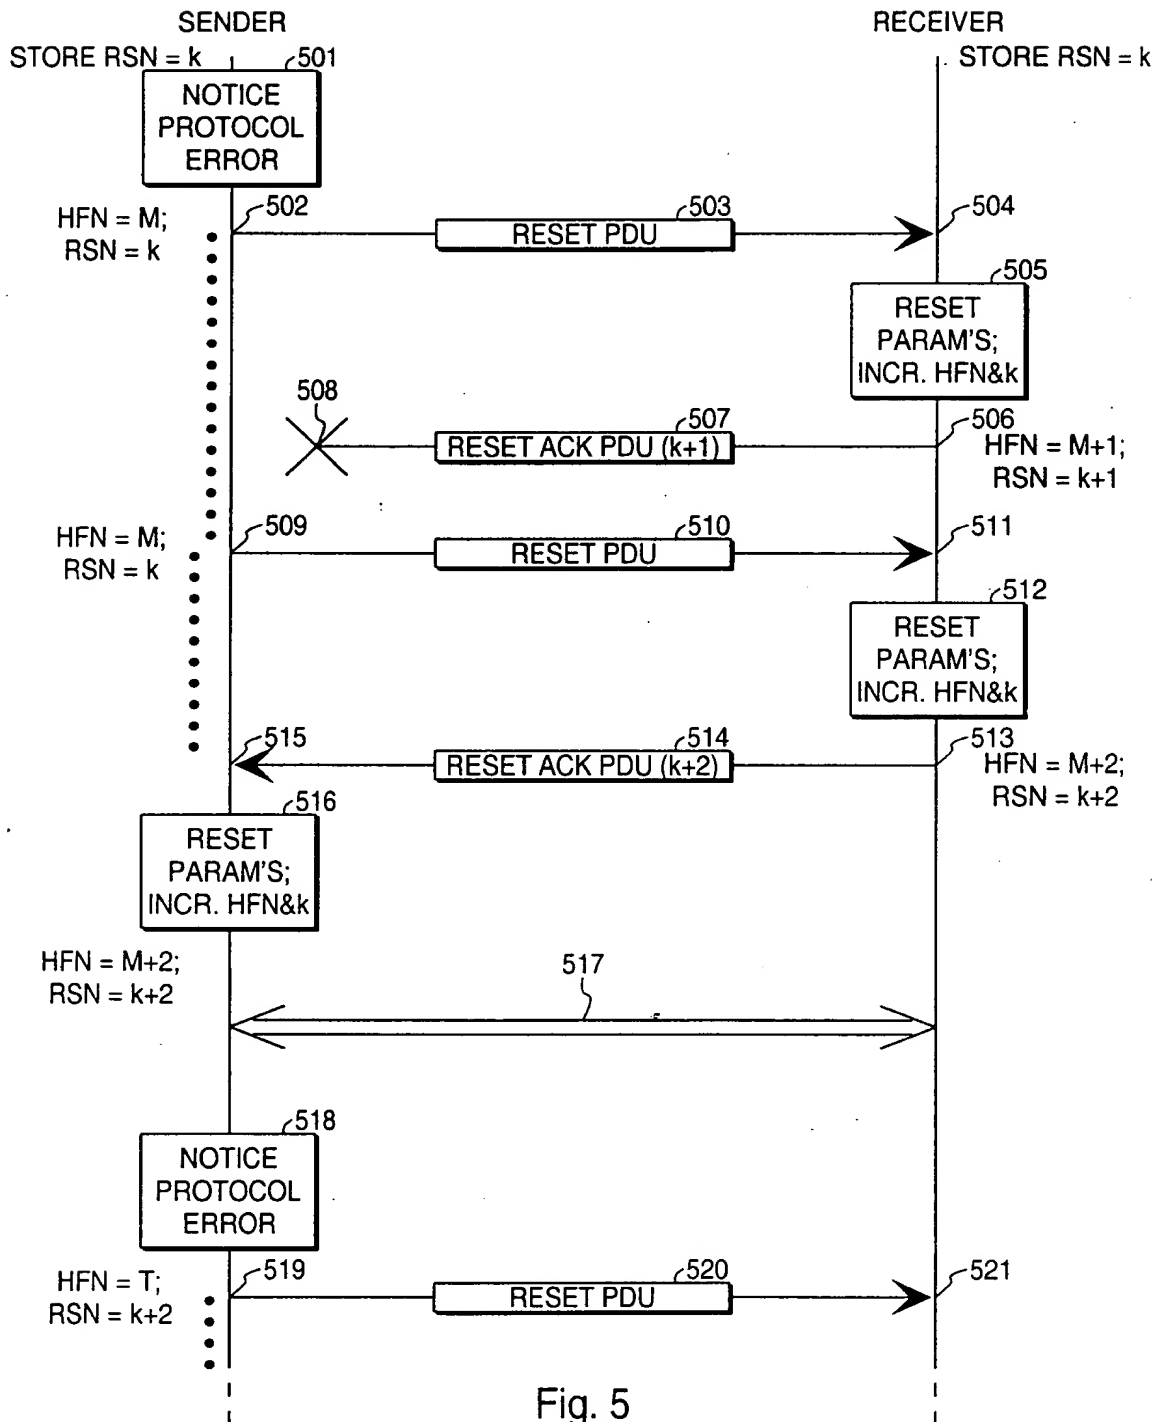 SENDER
RECEIVER
STORE RSN = k
501
STORE RSN = k
NOTICE
PROTOCOL
ERROR
HFN = M;
RSN = k
502
503
RESET PDU
504
505
RESET
PARAM'S;
INCR. HFN&k
508
507
RESET ACK PDU (k+1)
506
HFN = M+1;
RSN = k+1
HFN = M;
RSN = k
509
510
RESET PDU
511
512
RESET
PARAM'S;
INCR. HFN&k
515
514
RESET ACK PDU (k+2)
513
HFN = M+2;
RSN = k+2
516
RESET
PARAM'S;
INCR. HFN&k
HFN = M+2;
RSN = k+2
517
518
NOTICE
PROTOCOL
ERROR
HFN = T;
RSN = k+2
519
520
RESET PDU
521
Fig. 5